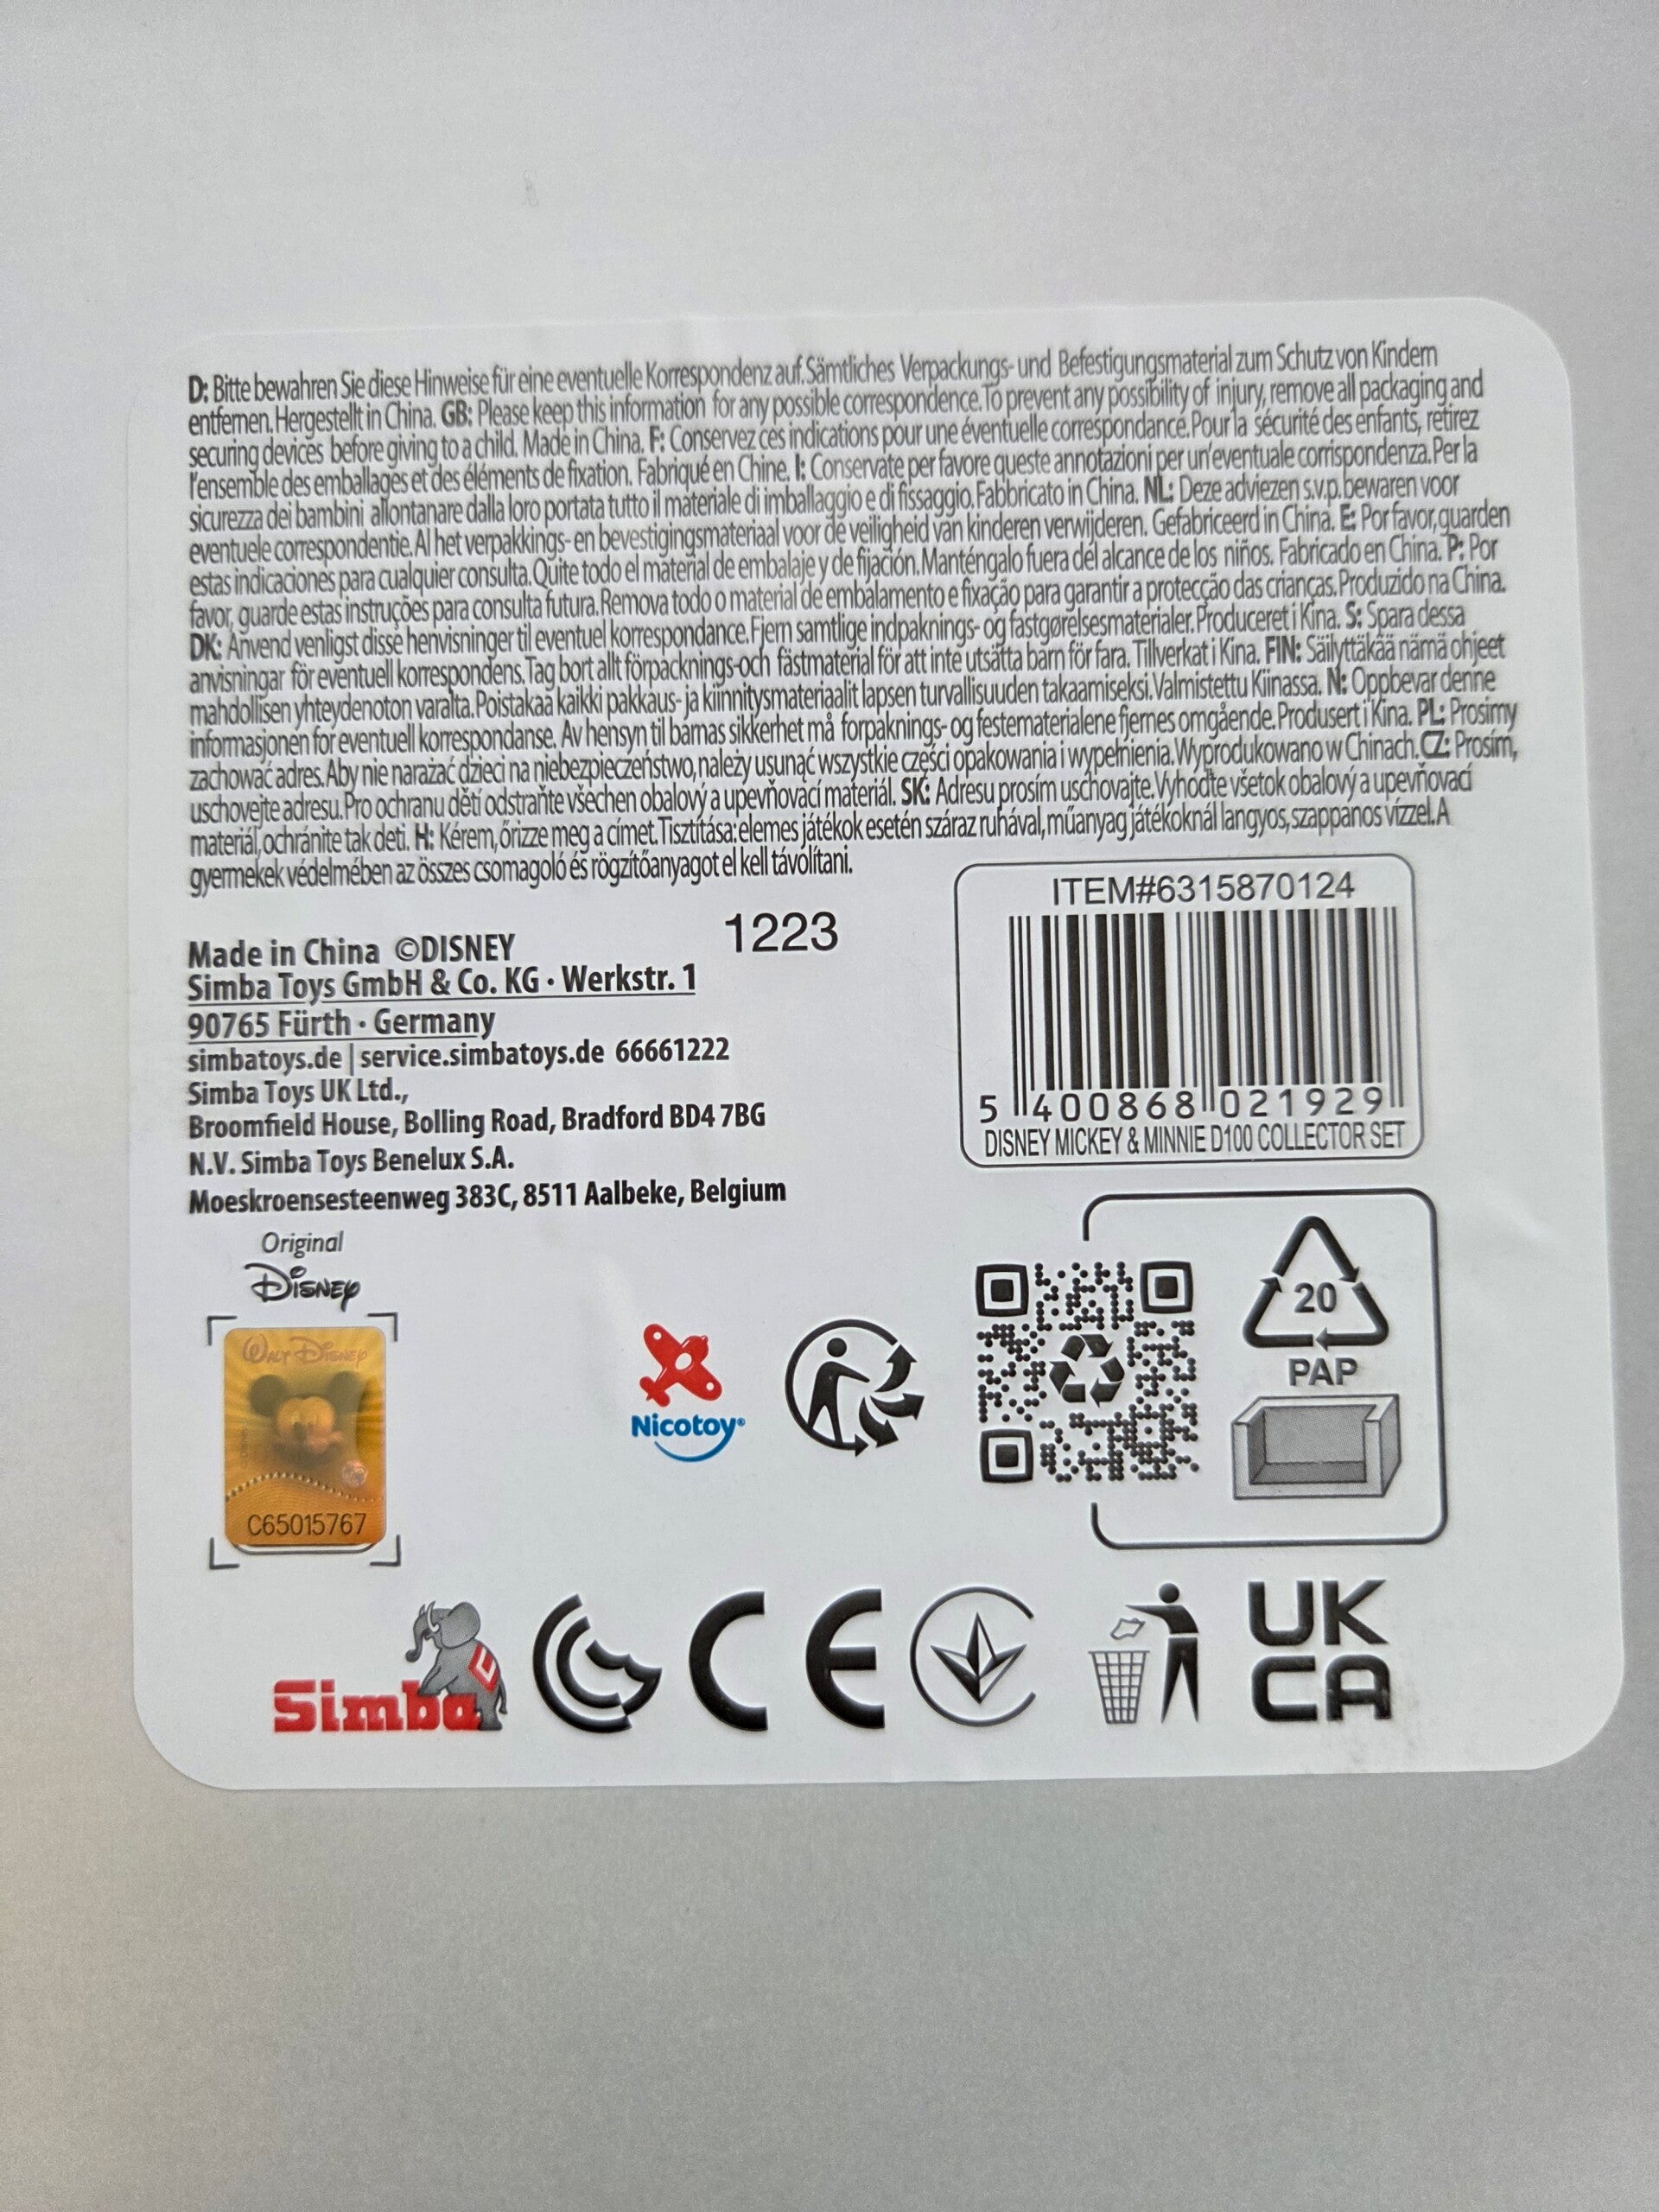 D: Bitte bewahren Sie diese Hinweise für eine eventuelle Korrespondenz auf. Sämtliches Verpackungs- und Befestigungsmaterial zum Schutz von Kindern
entfernen. Hergestellt in China. GB: Please keep this information for any possible correspondence. To prevent any possibility of injury, remove all packaging and
securing devices before giving to a child. Made in China. F: Conservez ces indications pour une éventuelle correspondance. Pour la sécurité des enfants, retirez
l'ensemble des emballages et des éléments de fixation. Fabriqué en Chine. I: Conservate per favore queste annotazioni per un'eventuale corrispondenza. Per la
sicurezza dei bambini allontanare dalla loro portata tutto il materiale di imballaggio e di fissaggio. Fabbricato in China. NL: Deze adviezen s.v.p. bewaren voor
eventuele correspondentie. Al het verpakkings- en bevestigingsmateriaal voor de veiligheid van kinderen verwijderen. Gefabriceerd in China. E: Por favor, guarden
estas indicaciones para cualquier consulta. Quite todo el material de embalaje y de fijación. Manténgalo fuera del alcance de los niños. Fabricado en China. P: Por
favor, guarde estas instruções para consulta futura. Remova todo o material de embalamento e fixação para garantir a protecção das crianças. Produzido na China.
DK: Anvend venligst disse henvisninger til eventuel korrespondance. Fjern samtlige indpaknings- og fastgørelsesmaterialer. Produceret i Kina. S: Spara dessa
anvisningar för eventuell korrespondens. Tag bort allt förpacknings-och fästmaterial för att inte utsätta barn för fara. Tillverkat i Kina. FIN: Säilyttäkää nämä ohjeet
mahdollisen yhteydenoton varalta. Poistakaa kaikki pakkaus- ja kiinnitysmateriaalit lapsen turvallisuuden takaamiseksi. Valmistettu Kiinassa. N: Oppbevar denne
informasjonen for eventuell korrespondanse. Av hensyn til barnas sikkerhet må forpaknings- og festematerialene fjernes omgående. Produsert i Kina. PL: Prosimy
zachować adres. Aby nie narażać dzieci na niebezpieczeństwo, należy usunąć wszystkie części opakowania i wypełnienia. Wyprodukowano w Chinach. CZ: Prosím,
uschovejte adresu. Pro ochranu dětí odstraňte všechen obalový a upevňovací materiál. SK: Adresu prosím uschovajte. Vyhoďte všetok obalový a upevňovací
materiál, ochránite tak deti. H: Kérem, őrizze meg a címet. Tisztítása: elemes játékok esetén száraz ruhával, műanyag játékoknál langyos, szappanos vízzel. A
gyermekek védelmében az összes csomagoló és rögzítőanyagot el kell távolítani.
ITEM#6315870124
1223
Made in China ©DISNEY
Simba Toys GmbH & Co. KG · Werkstr. 1
90765 Fürth · Germany
simbatoys.de | service.simbatoys.de 66661222
Simba Toys UK Ltd.,
Broomfield House, Bolling Road, Bradford BD4 7BG
N.V. Simba Toys Benelux S.A.
Moeskroensesteenweg 383C, 8511 Aalbeke, Belgium
5 400868 021929
DISNEY MICKEY & MINNIE D100 COLLECTOR SET
Original
Disney
Walt Disney
C65015767
Nicotoy®
20
PAP
Simba
CE
UK
CA